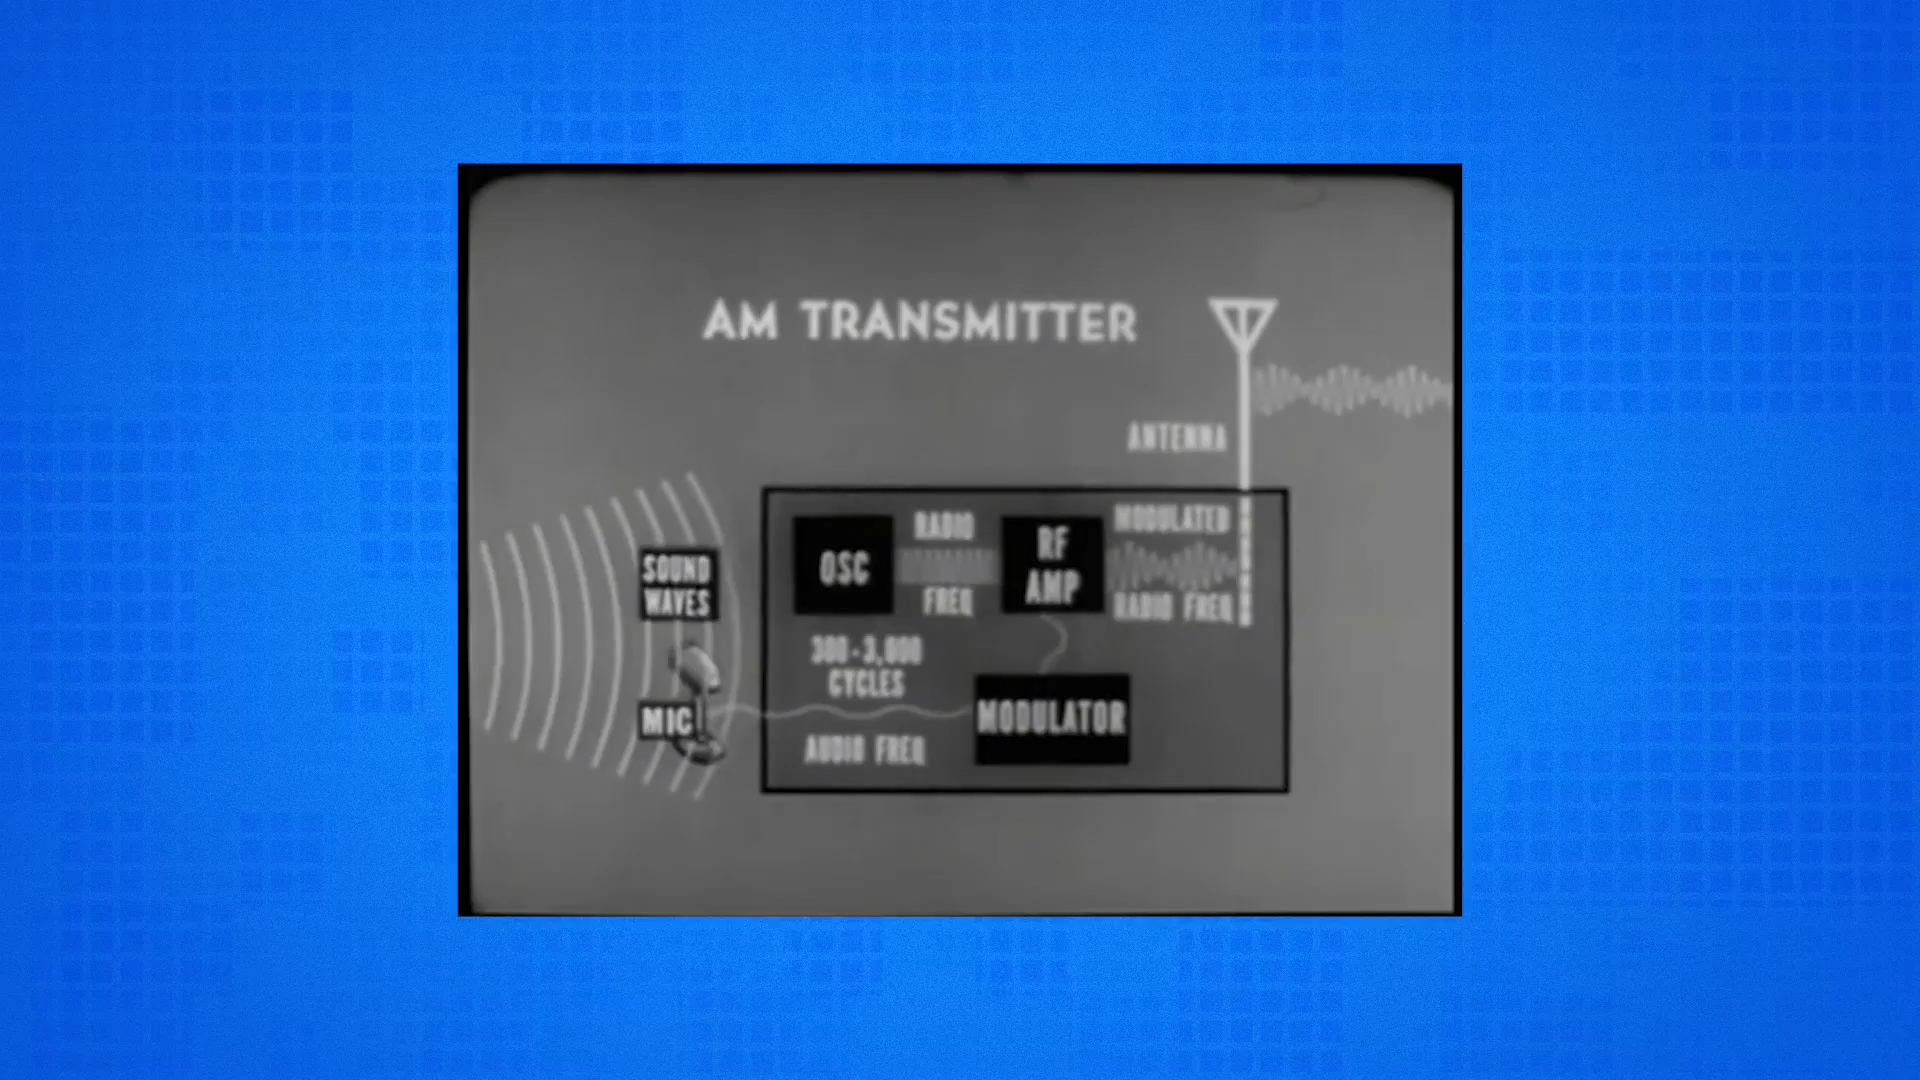 AM TRANSMITTER
ANTENNA
SOUND
WAVES
MIC
OSC
RADIO
FREQ
RF
AMP
MODULATED
RADIO FREQ
300-3,000
CYCLES
AUDIO FREQ
MODULATOR